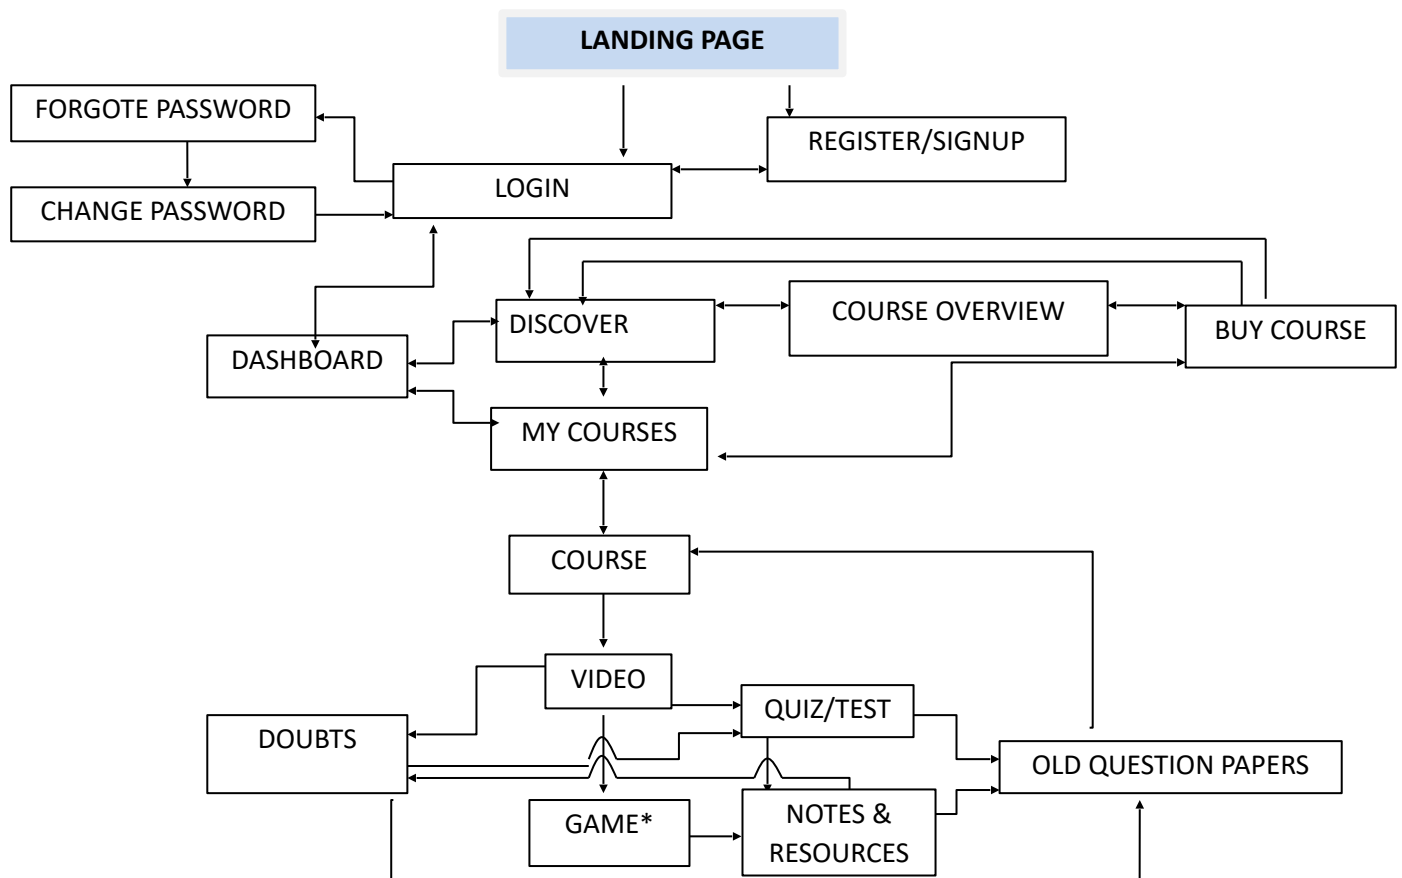 LANDING PAGE
FORGOTE PASSWORD
REGISTER/SIGNUP
LOGIN
CHANGE PASSWORD
DISCOVER
COURSE OVERVIEW
BUY COURSE
DASHBOARD
MY COURSES
COURSE
VIDEO
QUIZ/TEST
DOUBTS
OLD QUESTION PAPERS
GAME*
NOTES &
RESOURCES